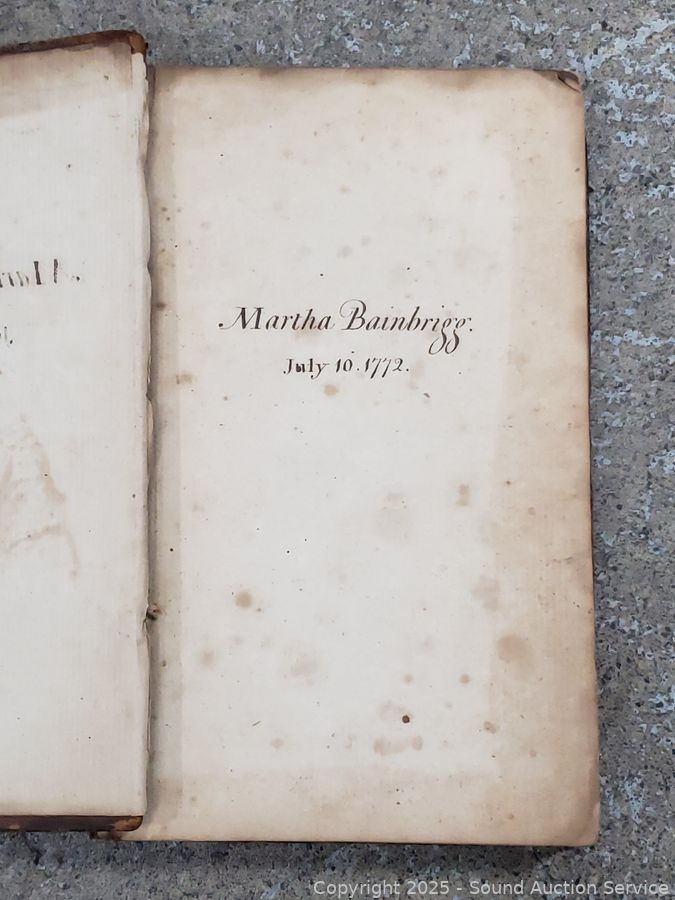 Martha Bainbrigg.
July 10. 1772.
Copyright 2025 - Sound Auction Service